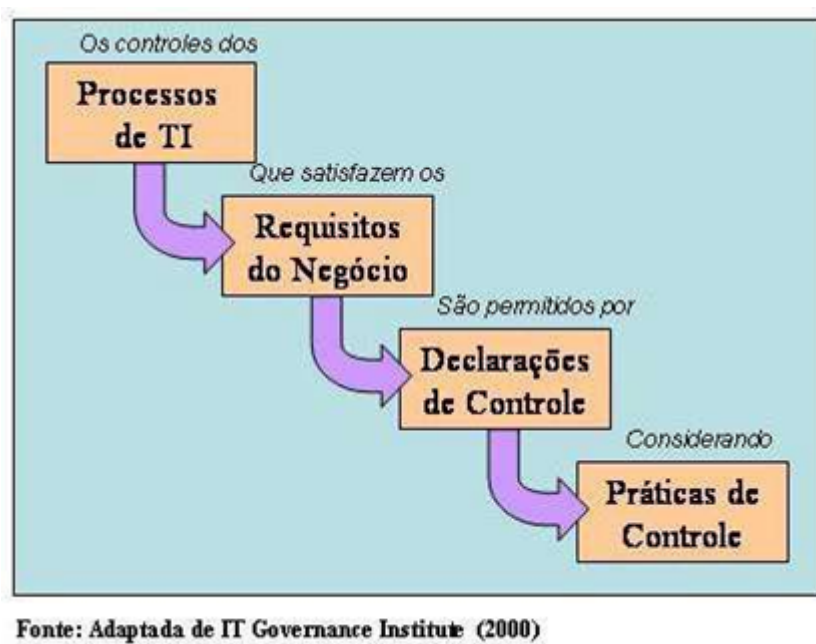 Os controles dos
Processos
de TI
Que satisfazem os
Requisitos
do Negócio
São permitidos por
Declarações
de Controle
Considerando
Práticas de
Controle
Fonte: Adaptada de IT Governance Institute (2000)